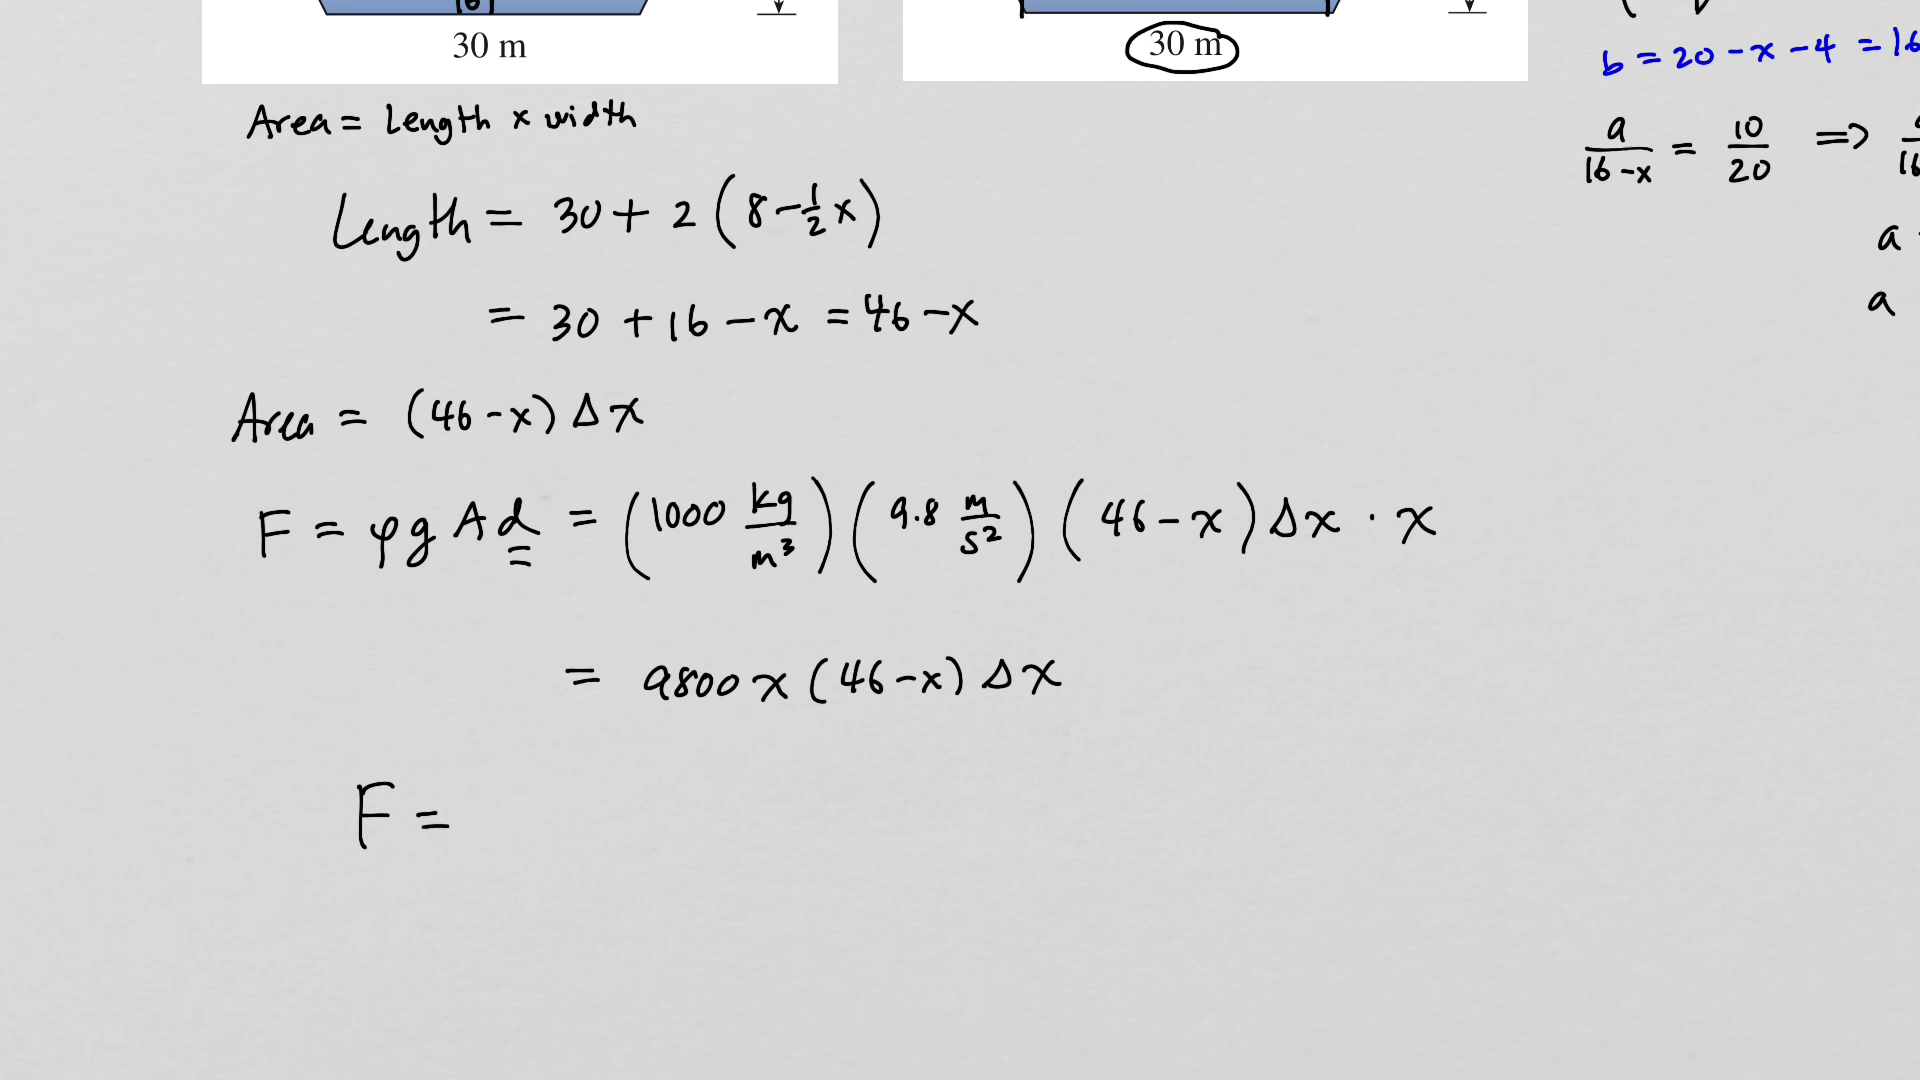 30 m
30 m
b = 20 - x - 4 = 16
Area = Length x width
a/(16-x) = 10/20 =>
Length = 30 + 2 (8 - 1/2 x)
= 30 + 16 - x = 46 - x
a
a
Area = (46 - x) Δx
F = ρg A d = (1000 kg/m³) (9.8 m/s²) (46 - x) Δx · x
= 9800 x (46 - x) Δx
F =